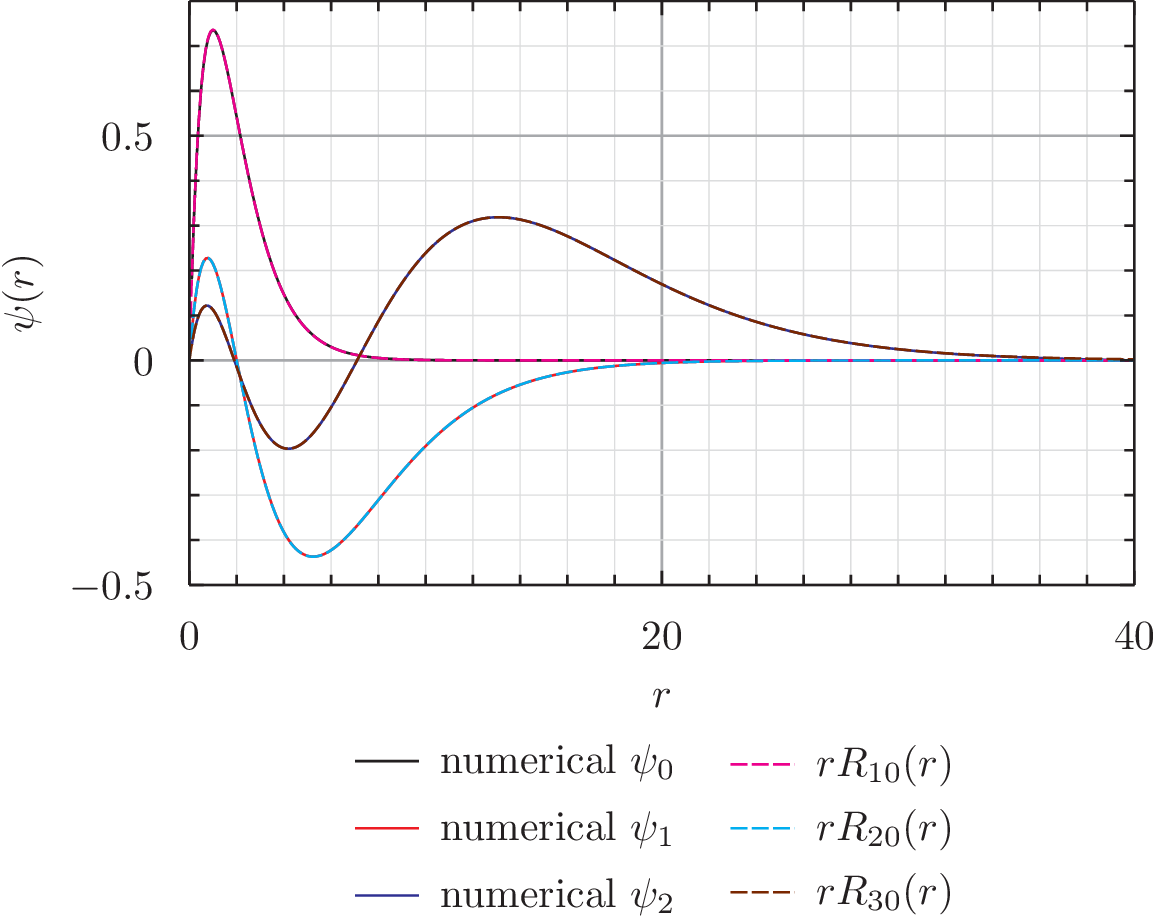 0.5
0
−0.5
ψ(r)
0 20 40
r
numerical ψ₀ rR₁₀(r)
numerical ψ₁ rR₂₀(r)
numerical ψ₂ rR₃₀(r)